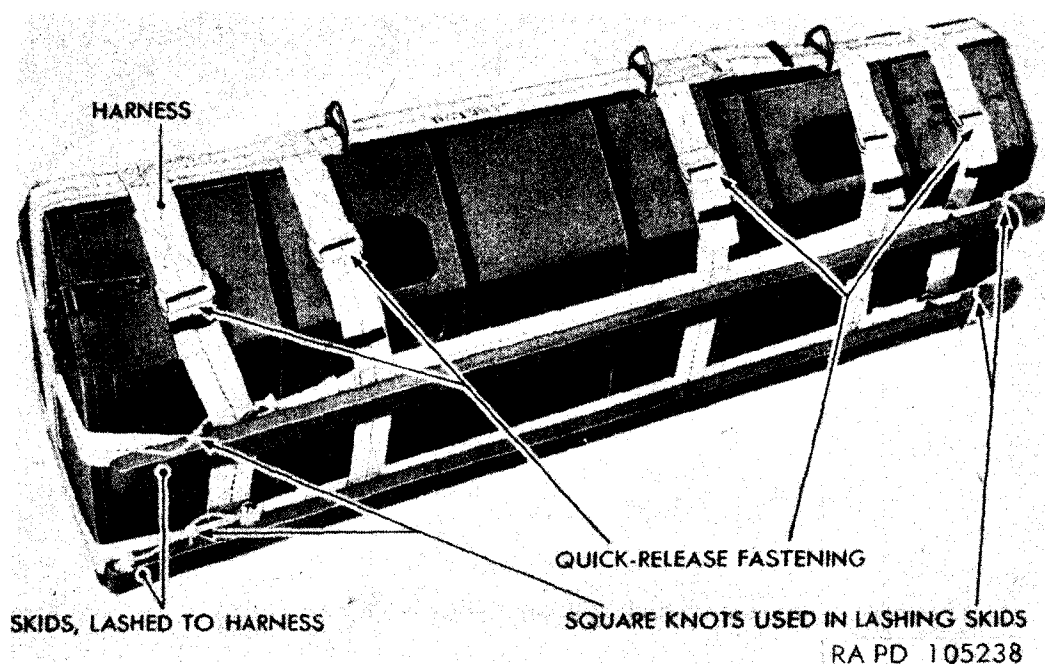 HARNESS
QUICK-RELEASE FASTENING
SKIDS, LASHED TO HARNESS
SQUARE KNOTS USED IN LASHING SKIDS
RA PD 105238